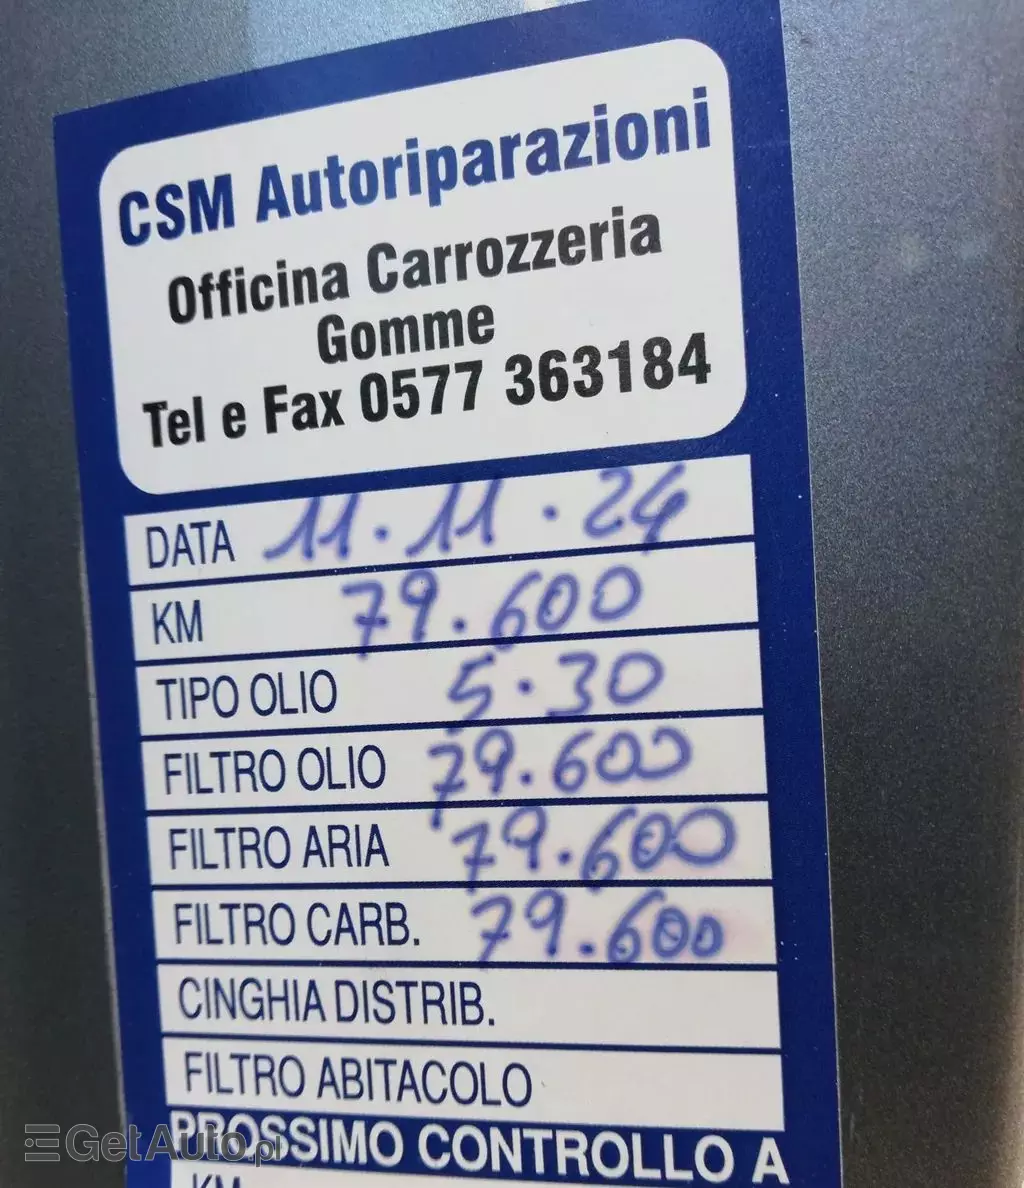 CSM Autoriparazioni
Officina Carrozzeria
Gomme
Tel e Fax 0577 363184
DATA 11.11.24
KM 79.600
TIPO OLIO 5.30
FILTRO OLIO 79.600
FILTRO ARIA 79.600
FILTRO CARB. 79.600
CINGHIA DISTRIB.
FILTRO ABITACOLO
PROSSIMO CONTROLLO A
GetAuto.pl
KM